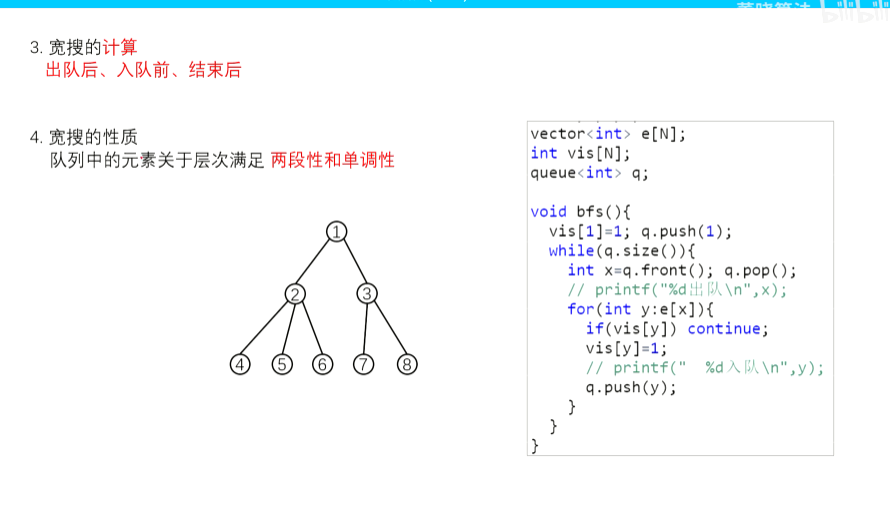 3. 宽搜的计算
出队后、入队前、结束后
4. 宽搜的性质
队列中的元素关于层次满足 两段性和单调性
1
2 3
4 5 6 7 8
vector<int> e[N];
int vis[N];
queue<int> q;
void bfs(){
vis[1]=1; q.push(1);
while(q.size()){
int x=q.front(); q.pop();
// printf("%d出队\n",x);
for(int y:e[x]){
if(vis[y]) continue;
vis[y]=1;
// printf("  %d入队\n",y);
q.push(y);
}
}
}